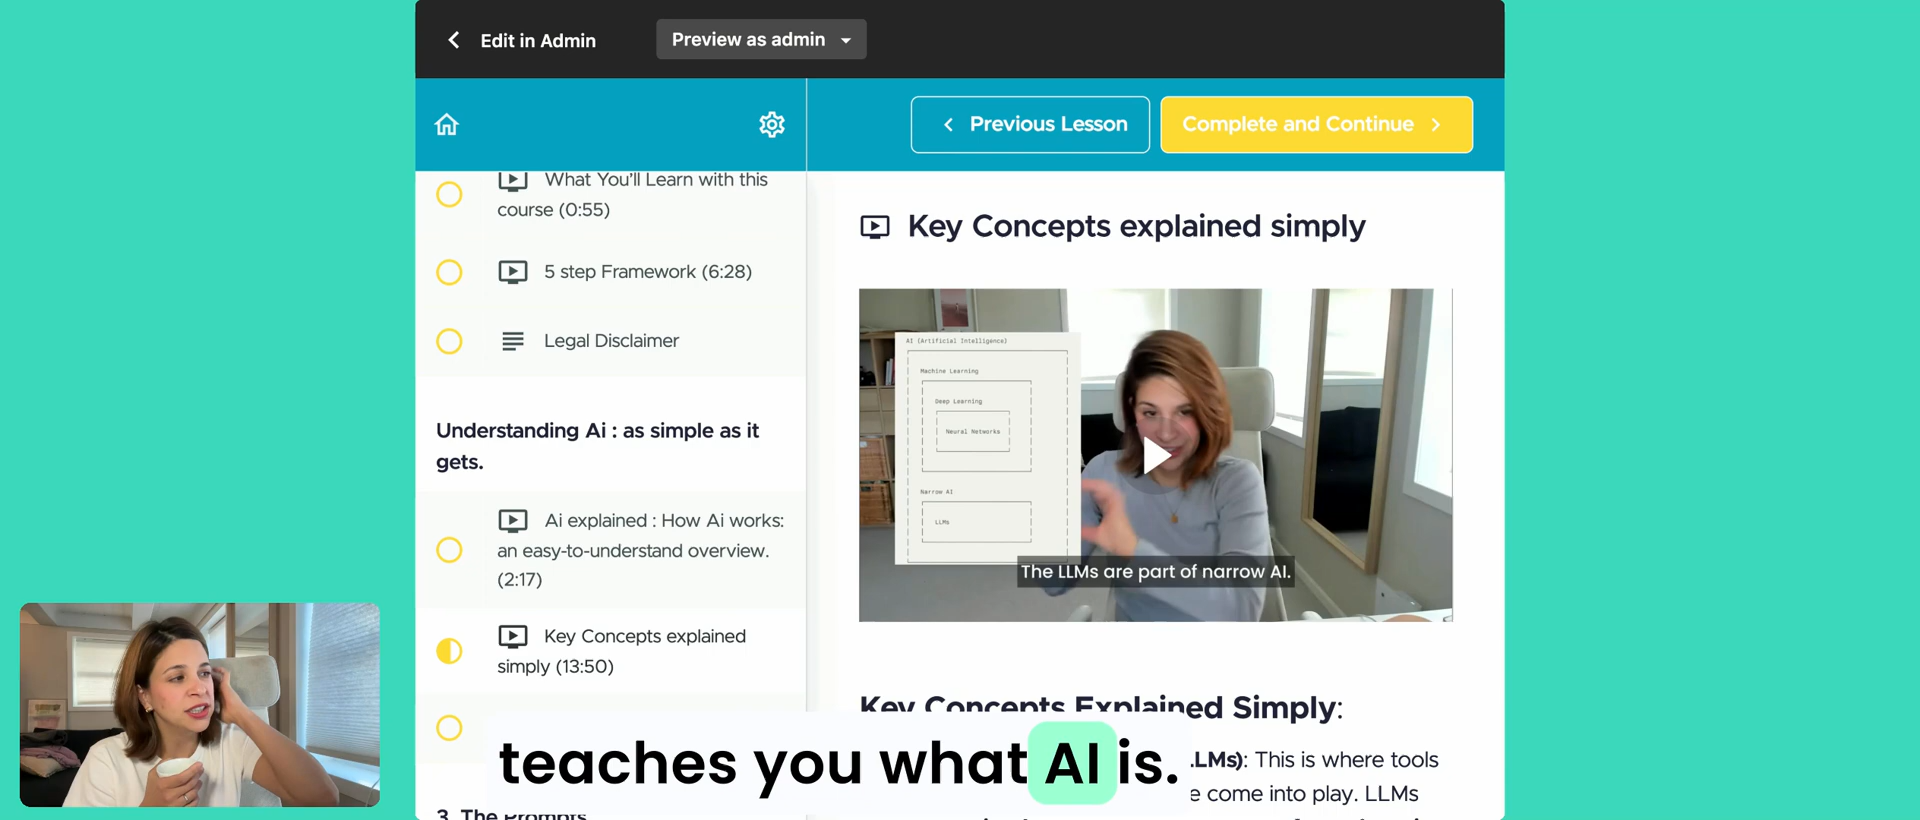 Edit in Admin
Preview as admin
Previous Lesson
Complete and Continue
What You'll Learn with this
course (0:55)
5 step Framework (6:28)
Legal Disclaimer
Understanding Ai : as simple as it
gets.
Ai explained : How Ai works:
an easy-to-understand overview.
(2:17)
Key Concepts explained
simply (13:50)
3. The Prompts
Key Concepts explained simply
AI (Artificial Intelligence)
Machine Learning
Deep Learning
Neural Networks
Narrow AI
LLMs
The LLMs are part of narrow AI.
Key Concepts Explained Simply:
LLMs): This is where tools
e come into play. LLMs
teaches you what AI is.